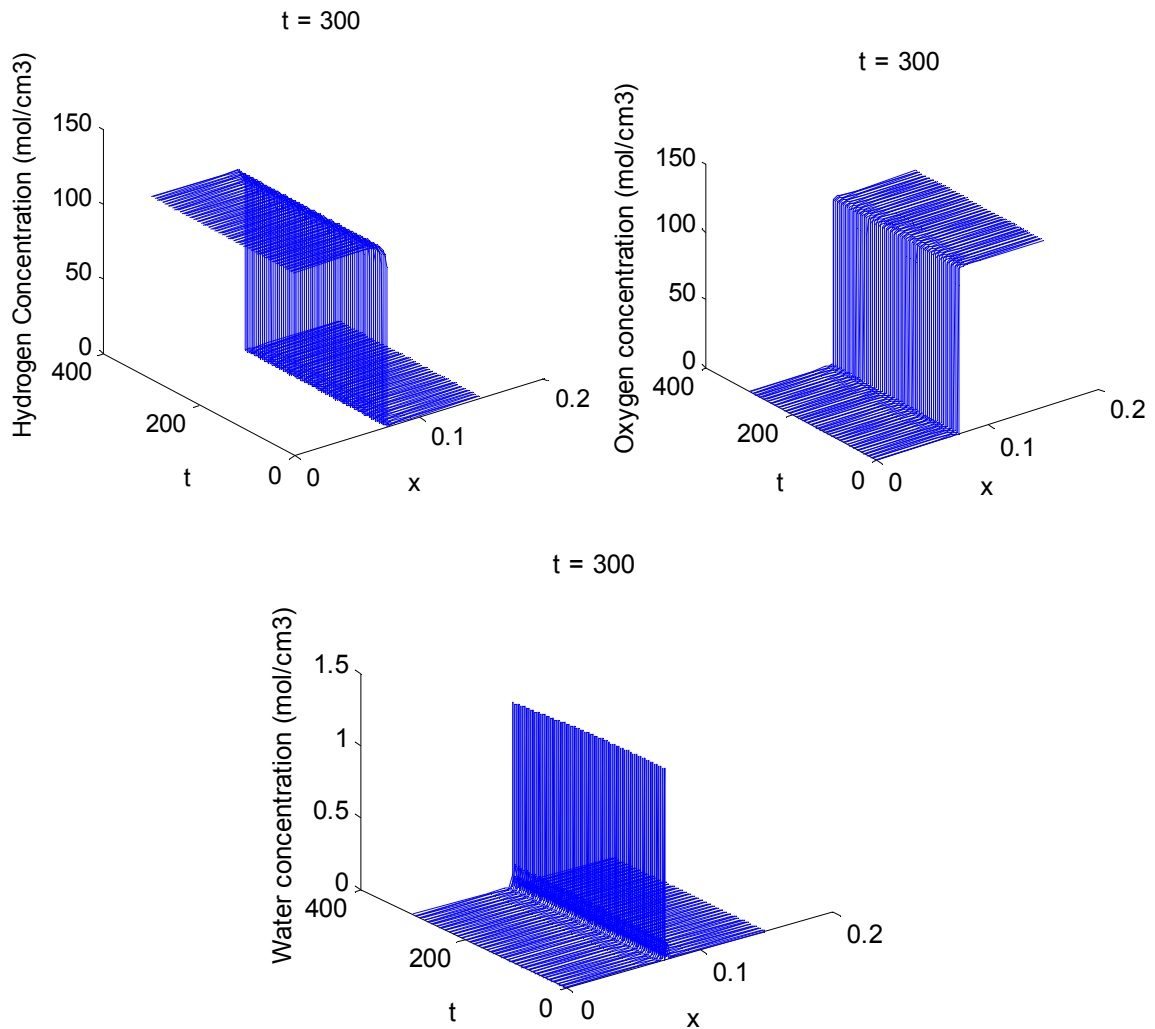 t = 300
Hydrogen Concentration (mol/cm3)
150
100
50
0
400
200
0
t
0
0.1
0.2
x
t = 300
Oxygen concentration (mol/cm3)
150
100
50
0
400
200
0
t
0
0.1
0.2
x
t = 300
Water concentration (mol/cm3)
1.5
1
0.5
0
400
200
0
t
0
0.1
0.2
x